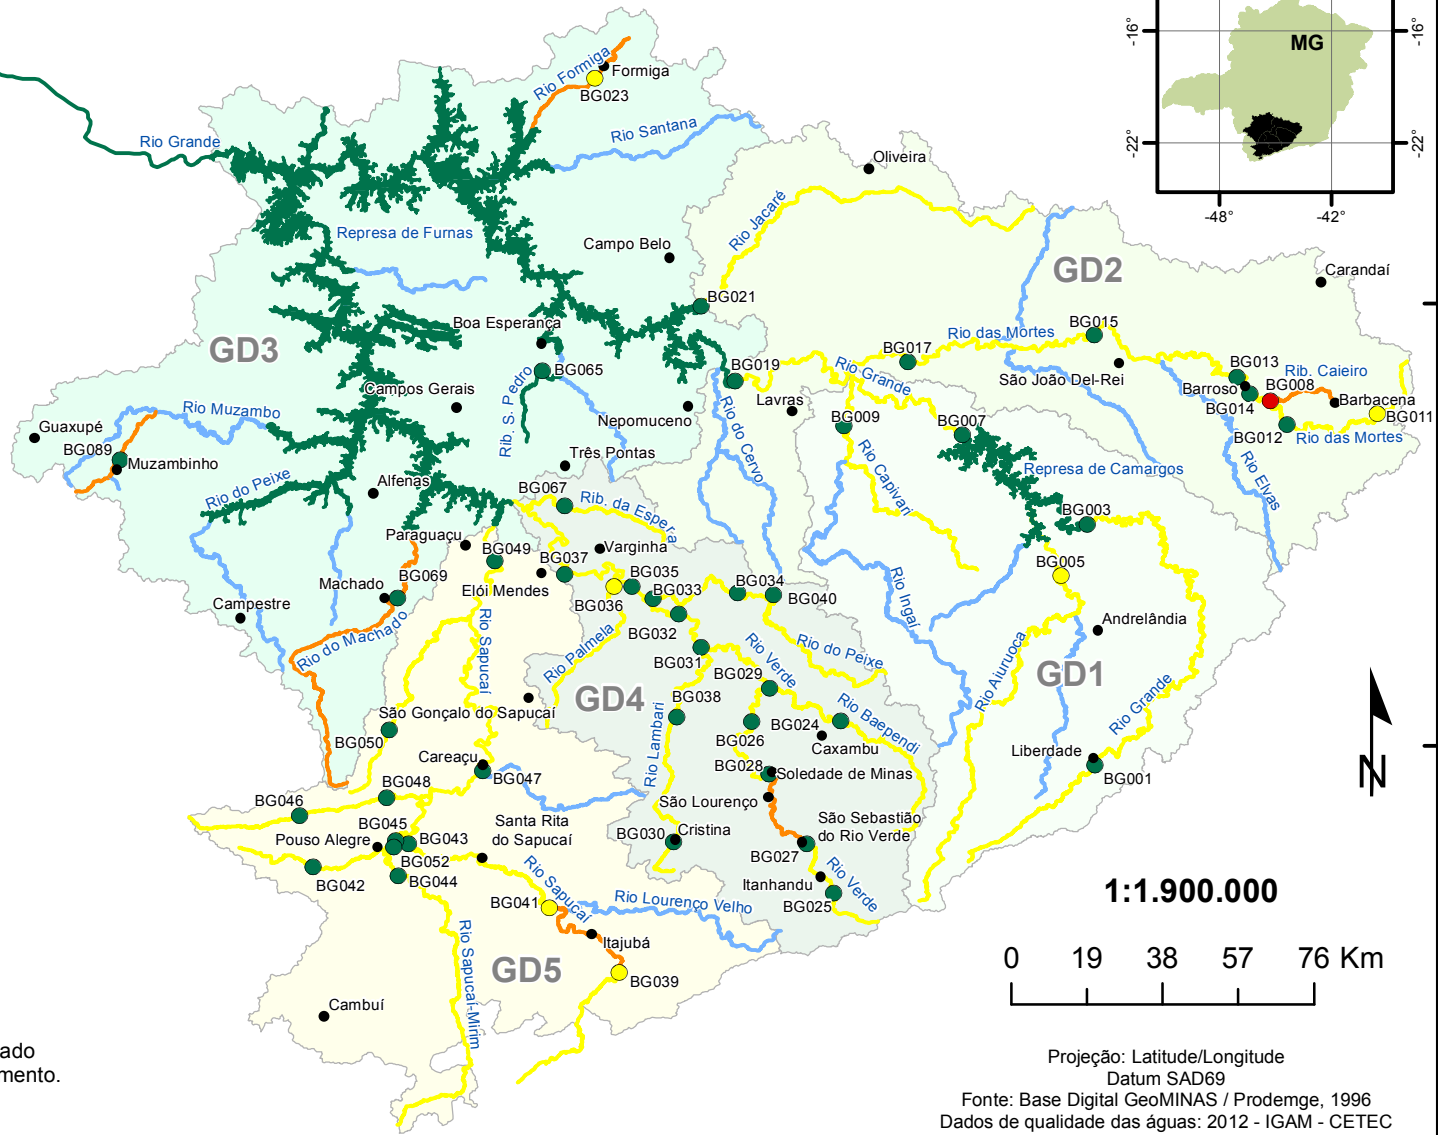 -16°
-16°
MG
-22°
-22°
-48°
-42°
Rio Formiga
Formiga
BG023
Rio Grande
Rio Santana
Oliveira
Rio Jacaré
Represa de Furnas
Campo Belo
GD2
Carandaí
BG021
Boa Esperança
GD3
BG015
Rio das Mortes
BG017
BG019
Rio Grande
São João Del-Rei
BG013
Rib. Caieiro
Barroso
BG008
BG014
Barbacena
BG011
BG012
Rio das Mortes
BG065
Campos Gerais
Rib. S. Pedro
Nepomuceno
Lavras
Rio do Cervo
BG009
BG007
Rio Capivari
Represa de Camargos
Rio Elvas
Rio Muzambo
Guaxupé
BG089
Muzambinho
Rio do Peixe
Alfenas
Três Pontas
BG067
Rib. da Espera
BG003
Paraguaçu
BG049
BG037
Varginha
BG005
Machado
BG069
Elói Mendes
BG035
BG036
BG033
BG034
BG040
Rio Ingaí
Campestre
Rio do Machado
Rio Sapucaí
BG032
Rio Palmela
BG031
Rio Verde
Rio do Peixe
Andrelândia
Rio Aiuruoca
GD1
BG029
GD4
BG038
Rio Baependi
Rio Grande
São Gonçalo do Sapucaí
BG050
Rio Lambari
BG026
BG024
Caxambu
Liberdade
BG001
Careaçu
BG047
BG028
Soledade de Minas
BG048
São Lourenço
BG046
São Sebastião
do Rio Verde
BG045
Pouso Alegre
BG043
Santa Rita
do Sapucaí
BG030
Cristina
BG027
BG052
BG042
BG044
Itanhandu
Rio Verde
BG025
Rio Sapucaí
BG041
Rio Lourenço Velho
Itajubá
Rio Sapucaí-Mirim
GD5
BG039
Cambuí
N
1:1.900.000
0 19 38 57 76 Km
ado
mento.
Projeção: Latitude/Longitude
Datum SAD69
Fonte: Base Digital GeoMINAS / Prodemge, 1996
Dados de qualidade das águas: 2012 - IGAM - CETEC